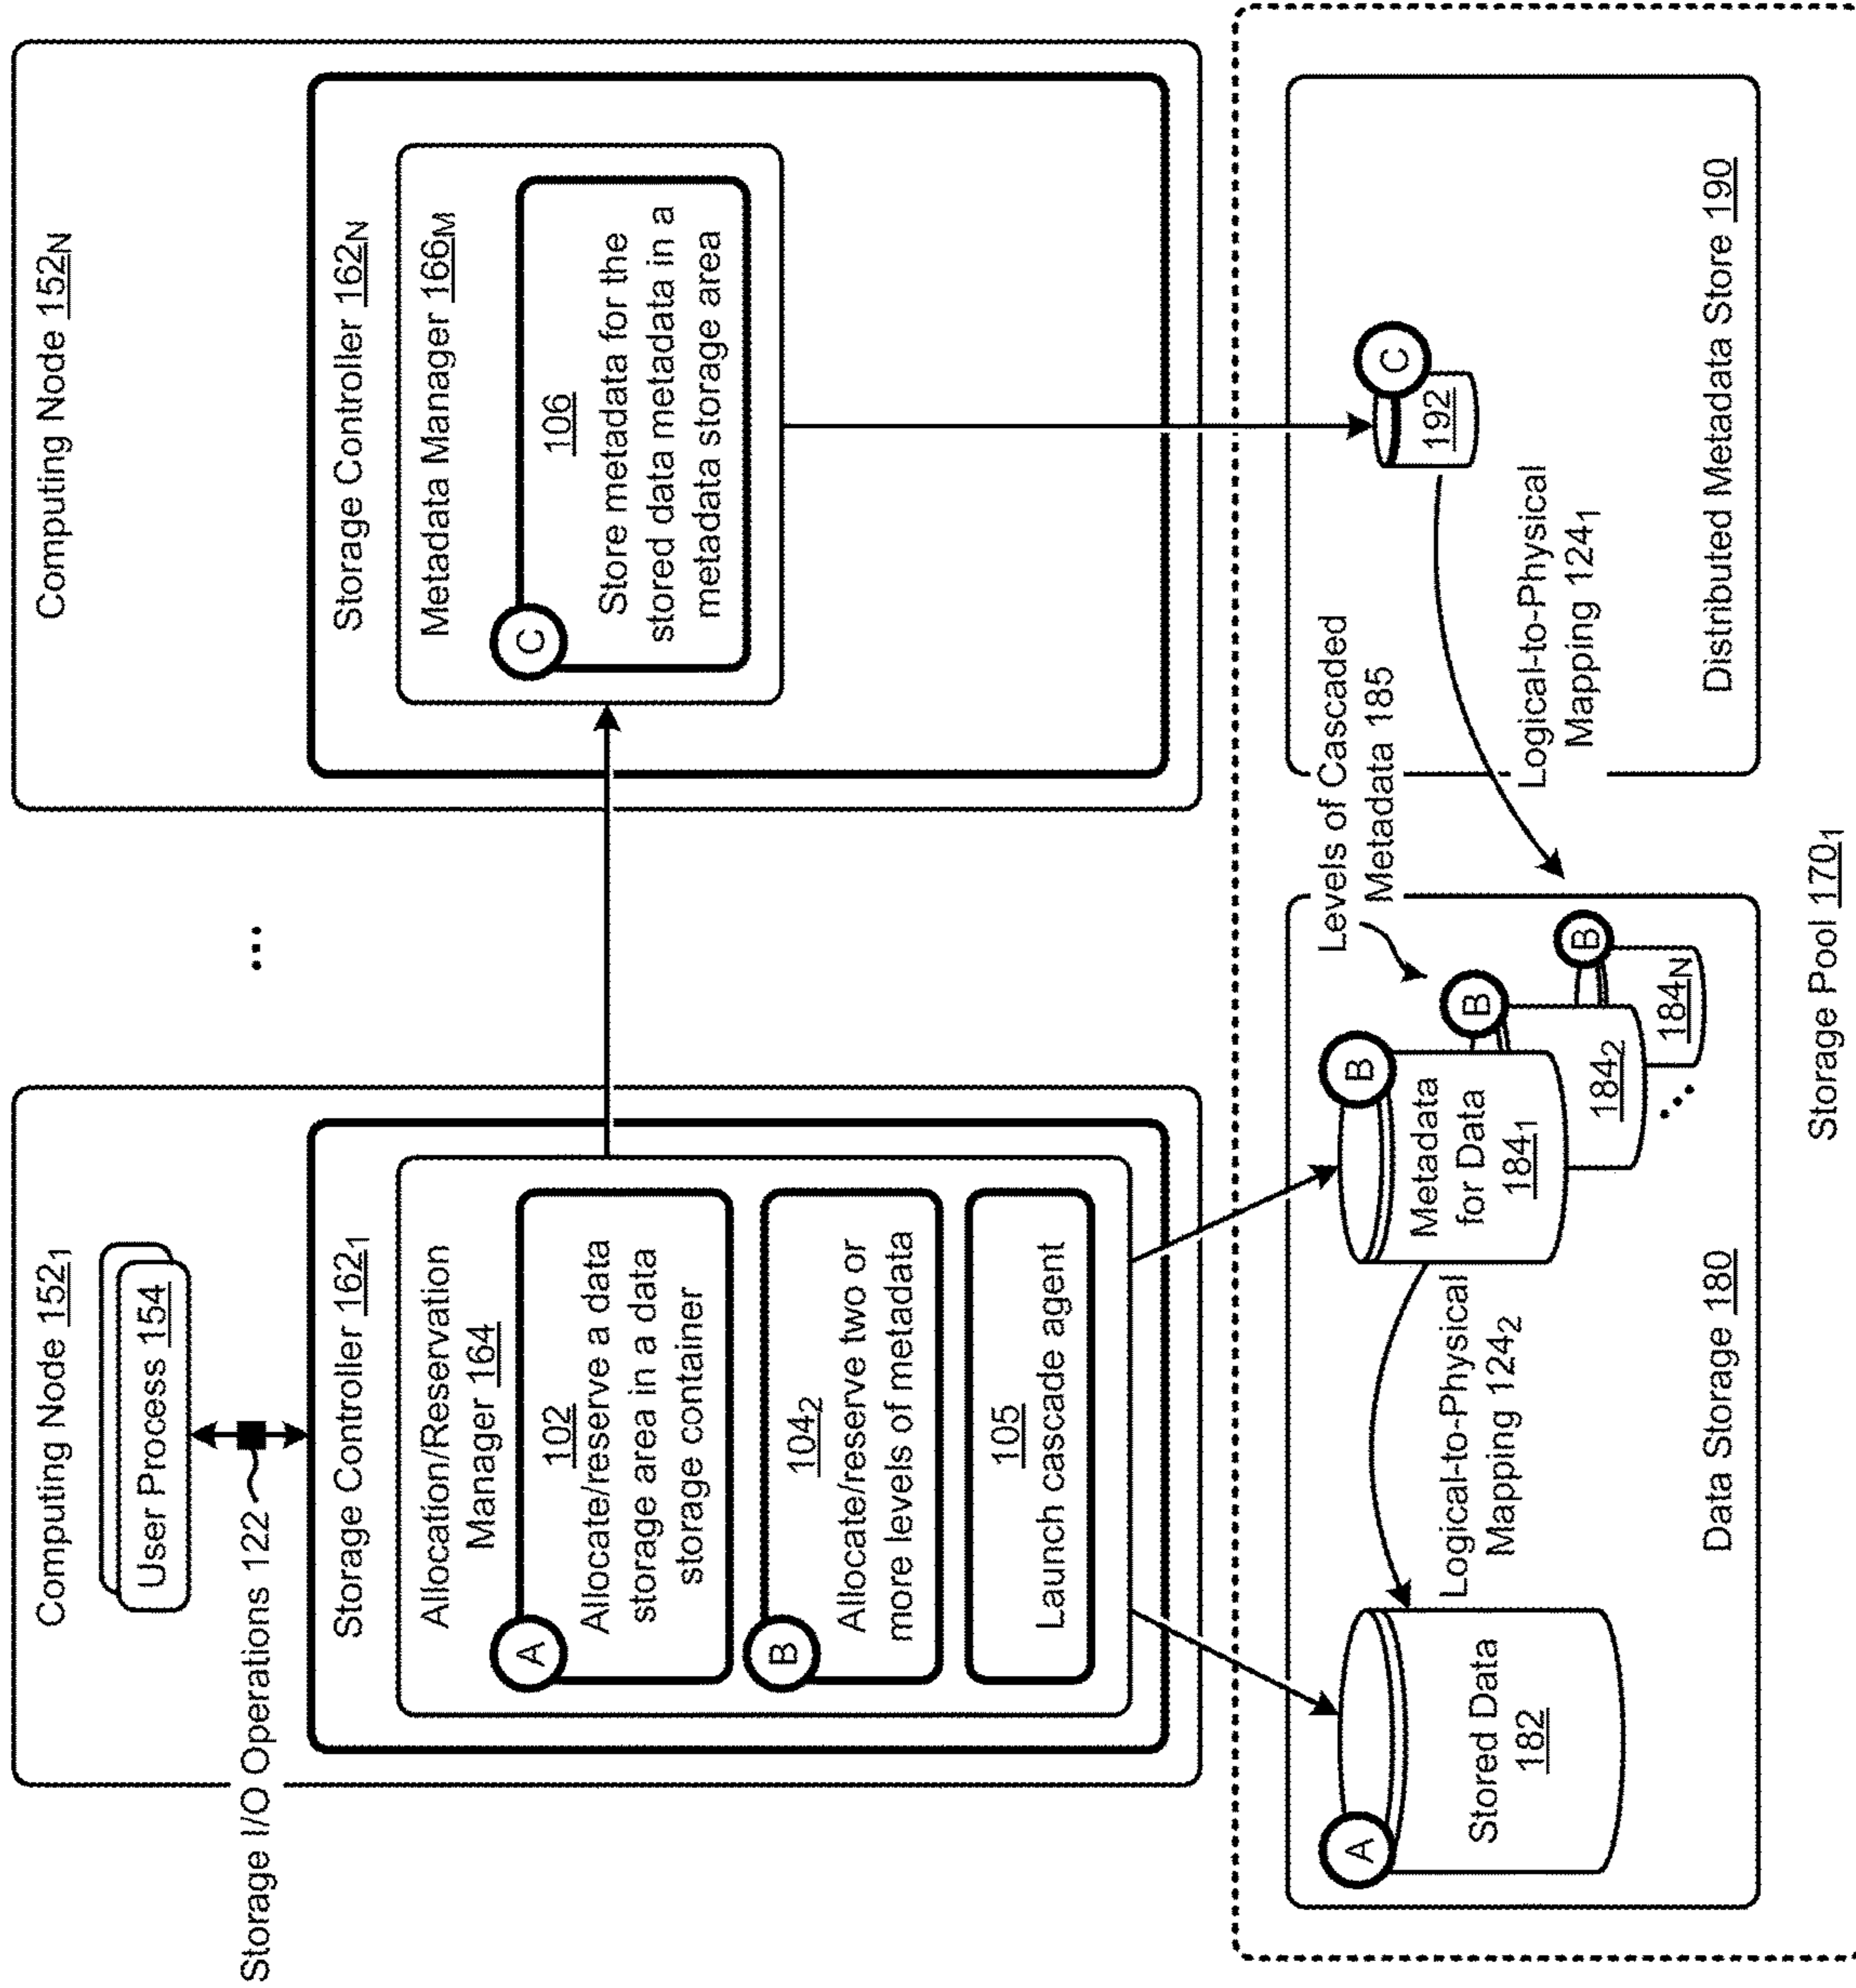 Computing Node 152₁
User Process 154
Storage I/O Operations 122
Storage Controller 162₁
Allocation/Reservation
Manager 164
A
102
Allocate/reserve a data
storage area in a data
storage container
B
104₂
Allocate/reserve two or
more levels of metadata
105
Launch cascade agent
...
Computing Node 152N
Storage Controller 162N
Metadata Manager 166M
C
106
Store metadata for the
stored data metadata in a
metadata storage area
A
Stored Data
182
Logical-to-Physical
Mapping 124₂
B
Metadata
for Data
184₁
B
184₂
...
B
184N
Levels of Cascaded
Metadata 185
Data Storage 180
C
192
Logical-to-Physical
Mapping 124₁
Distributed Metadata Store 190
Storage Pool 170₁